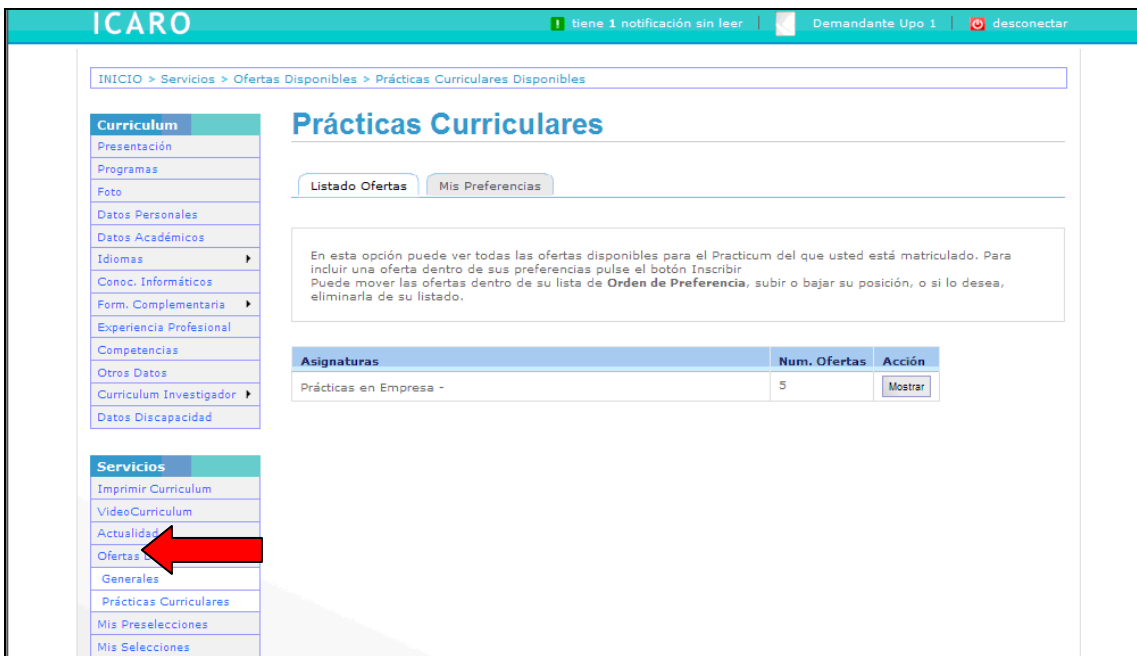 ICARO
tiene 1 notificación sin leer
Demandante Upo 1
desconectar
INICIO > Servicios > Ofertas Disponibles > Prácticas Curriculares Disponibles
Curriculum
Presentación
Programas
Foto
Datos Personales
Datos Académicos
Idiomas
Conoc. Informáticos
Form. Complementaria
Experiencia Profesional
Competencias
Otros Datos
Curriculum Investigador
Datos Discapacidad
Servicios
Imprimir Curriculum
VideoCurriculum
Actualidad
Ofertas
Generales
Prácticas Curriculares
Mis Preselecciones
Mis Selecciones
Prácticas Curriculares
Listado Ofertas
Mis Preferencias
En esta opción puede ver todas las ofertas disponibles para el Practicum del que usted está matriculado. Para
incluir una oferta dentro de sus preferencias pulse el botón Inscribir
Puede mover las ofertas dentro de su lista de Orden de Preferencia, subir o bajar su posición, o si lo desea,
eliminarla de su listado.
Asignaturas Num. Ofertas Acción
Prácticas en Empresa - 5 Mostrar